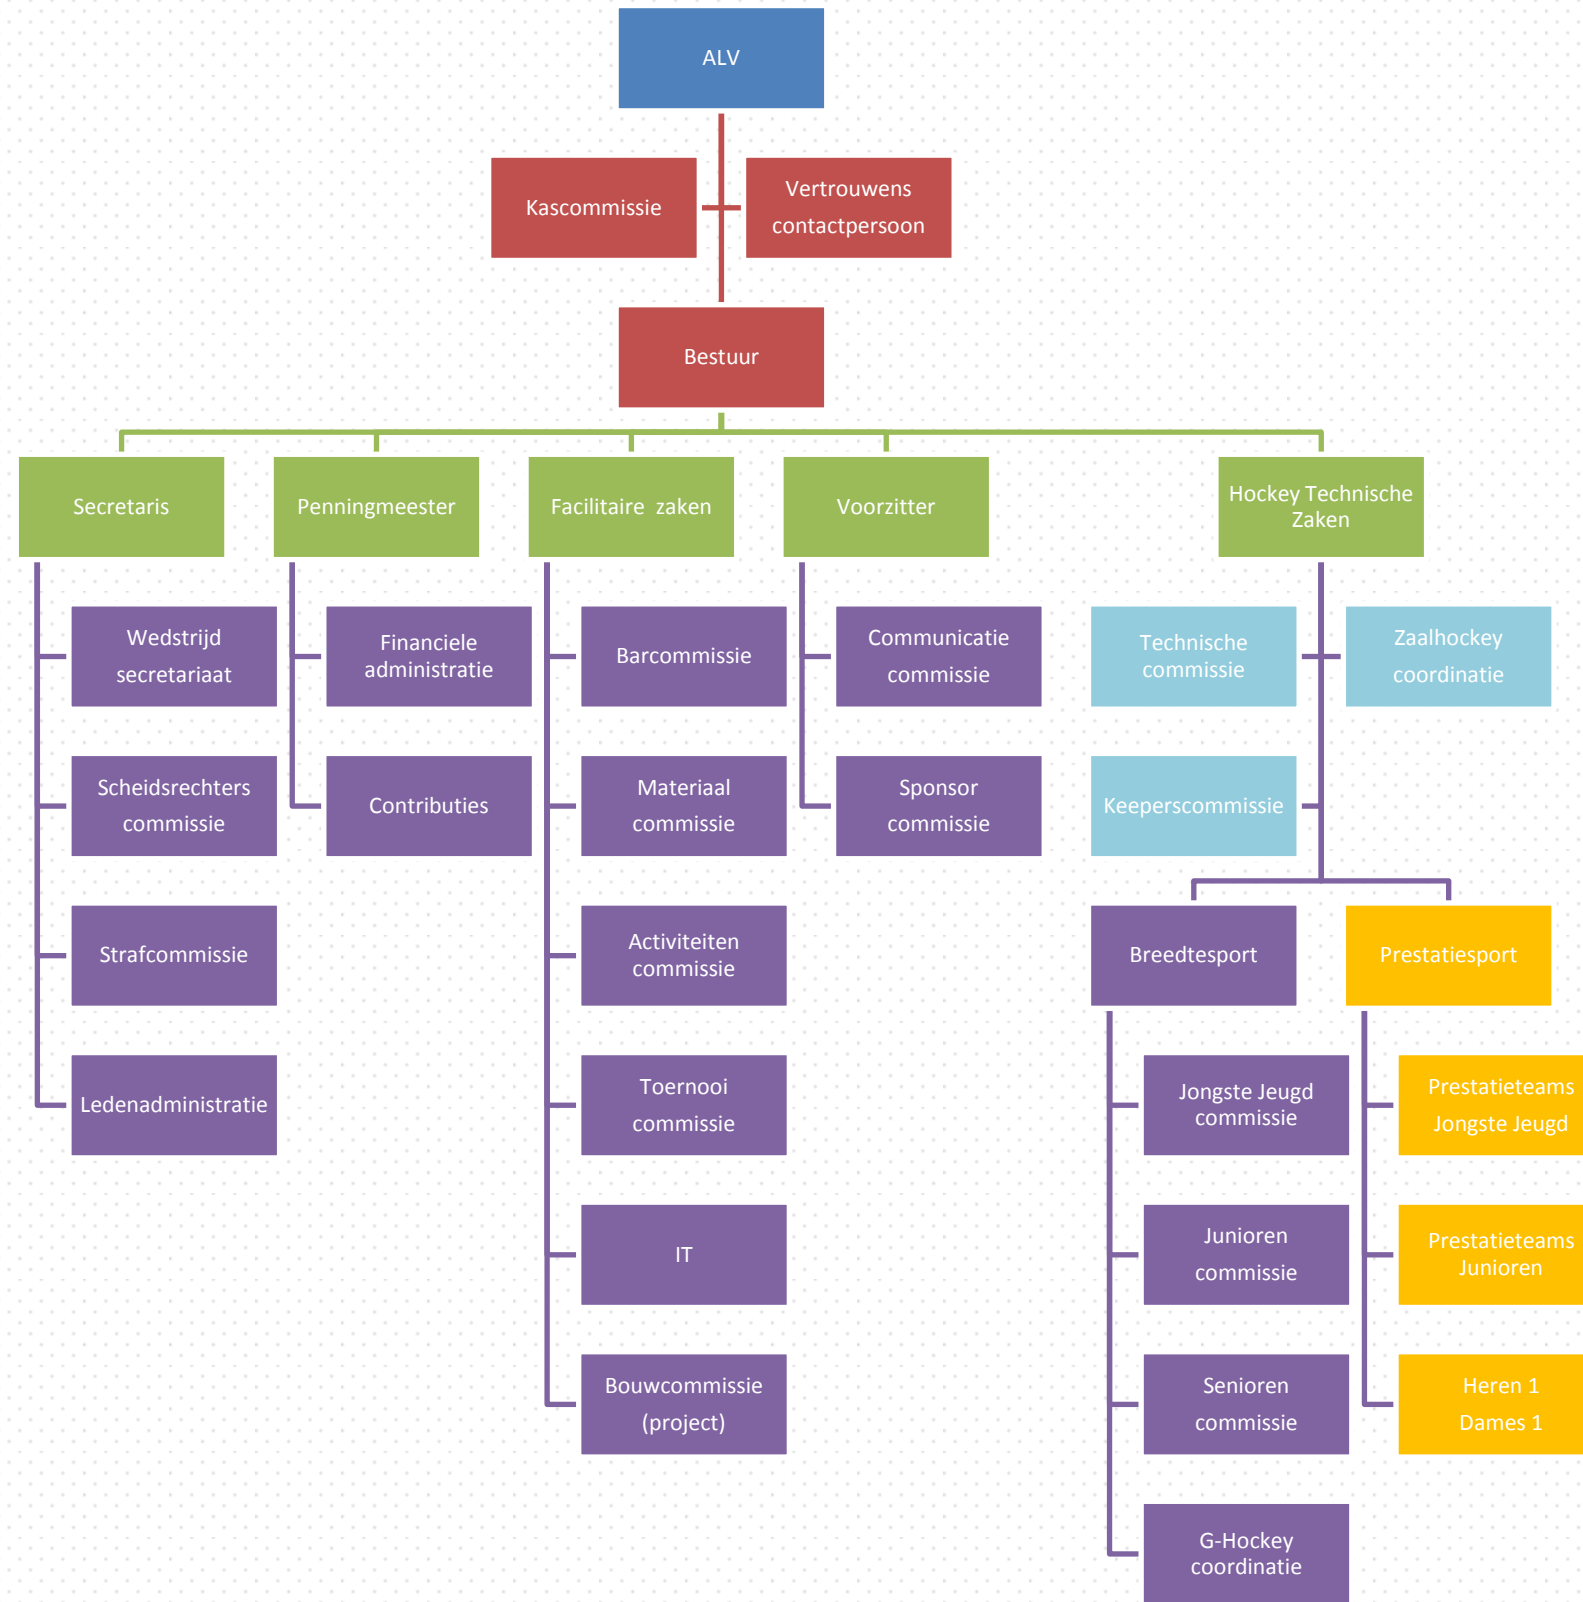 ALV
Kascommissie
Vertrouwens
contactpersoon
Bestuur
Secretaris
Penningmeester
Facilitaire zaken
Voorzitter
Hockey Technische
Zaken
Wedstrijd
secretariaat
Financiele
administratie
Barcommissie
Communicatie
commissie
Technische
commissie
Zaalhockey
coordinatie
Scheidsrechters
commissie
Contributies
Materiaal
commissie
Sponsor
commissie
Keeperscommissie
Strafcommissie
Activiteiten
commissie
Breedtesport
Prestatiesport
Ledenadministratie
Toernooi
commissie
Jongste Jeugd
commissie
Prestatieteams
Jongste Jeugd
IT
Junioren
commissie
Prestatieteams
Junioren
Bouwcommissie
(project)
Senioren
commissie
Heren 1
Dames 1
G-Hockey
coordinatie